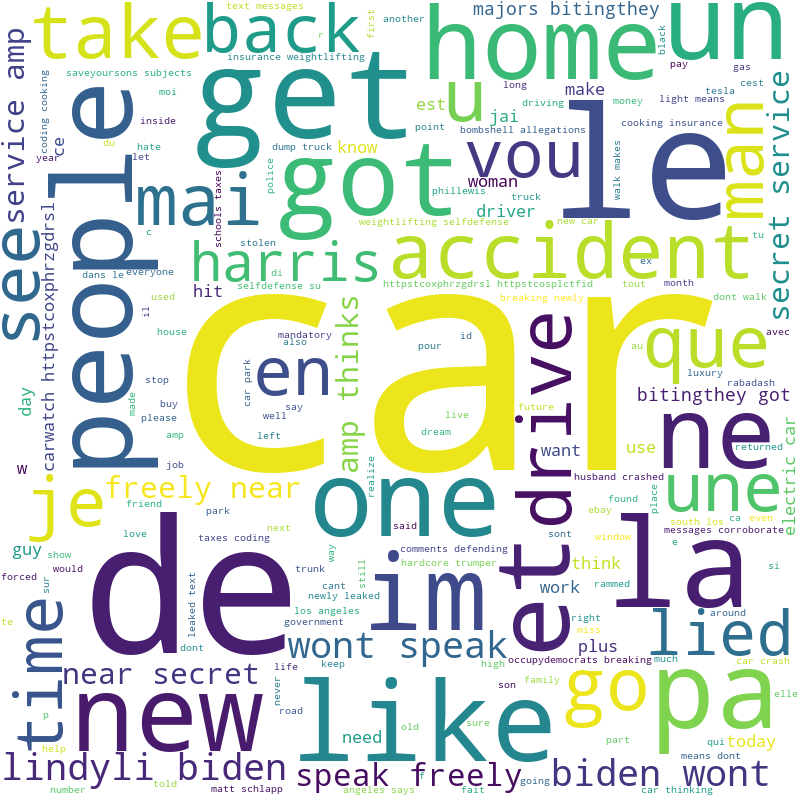 text messages
first
another
r
majors bitingthey
un
take
back
home
black
insurance weightlifting
saveyoursons subjects
moi
long
make
pay
gas
service amp
coding cooking
get
est
u
jai
driving
money
tesla
cest
light means
inside
ce
du
hate
dump truck
know
point
bombshell allegations
cooking insurance
le
man
secret service
year
let
people
mai
got
police
schools taxes
vou
woman
phillewis
truck
walk makes
driver
weightlifting selfdefense
new car
tu
see
c
stolen
harris
accident
dans le
everyone
di
ex
month
hit
selfdefense su
httpstcoxphrzgdrsl httpstcosplctfid
tout
dont walk
used
breaking newly
carwatch httpstcoxphrzgdrsl
il
house
car
mandatory
also
pour
id
au
que
avec
stop
en
car park
say
amp thinks
drive
luxury
rabadash
day
made
buy
please
well
left
live
dream
future
bitingthey got
amp
ne
electric car
w
job
realize
want
use
returned
husband crashed
je
freely near
one
found
place
une
friend
park
next
said
ebay
ca
even
south los
love
taxes coding
way
sont
window
messages corroborate
guy
show
comments defending
think
e
forced
would
de
trunk
still
hardcore trumper
et
la
si
sur
leaked text
cant
newly leaked
im
work
rammed
te
time
los angeles
government
right
around
dont
wont speak
miss
plus
lied
occupydemocrats breaking
much
car crash
near secret
life
keep
high
son
family
go
pa
elle
new
never
like
p
road
need
old
sure
part
qui
today
help
lindyli biden
speak freely
biden wont
means dont
number
told
matt schlapp
angeles says
f
fait
going
car thinking